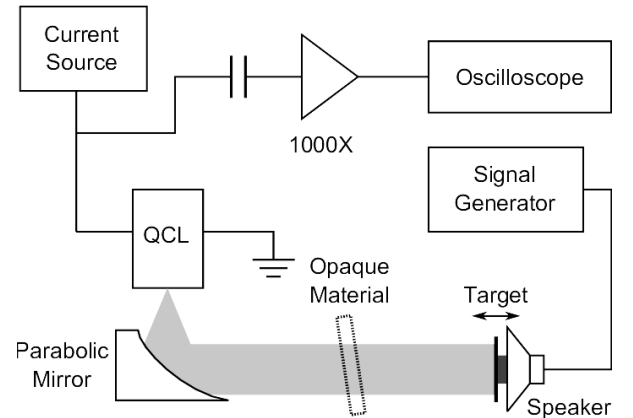 Current
Source
Oscilloscope
1000X
Signal
Generator
QCL
Opaque
Material
Target
Parabolic
Mirror
Speaker